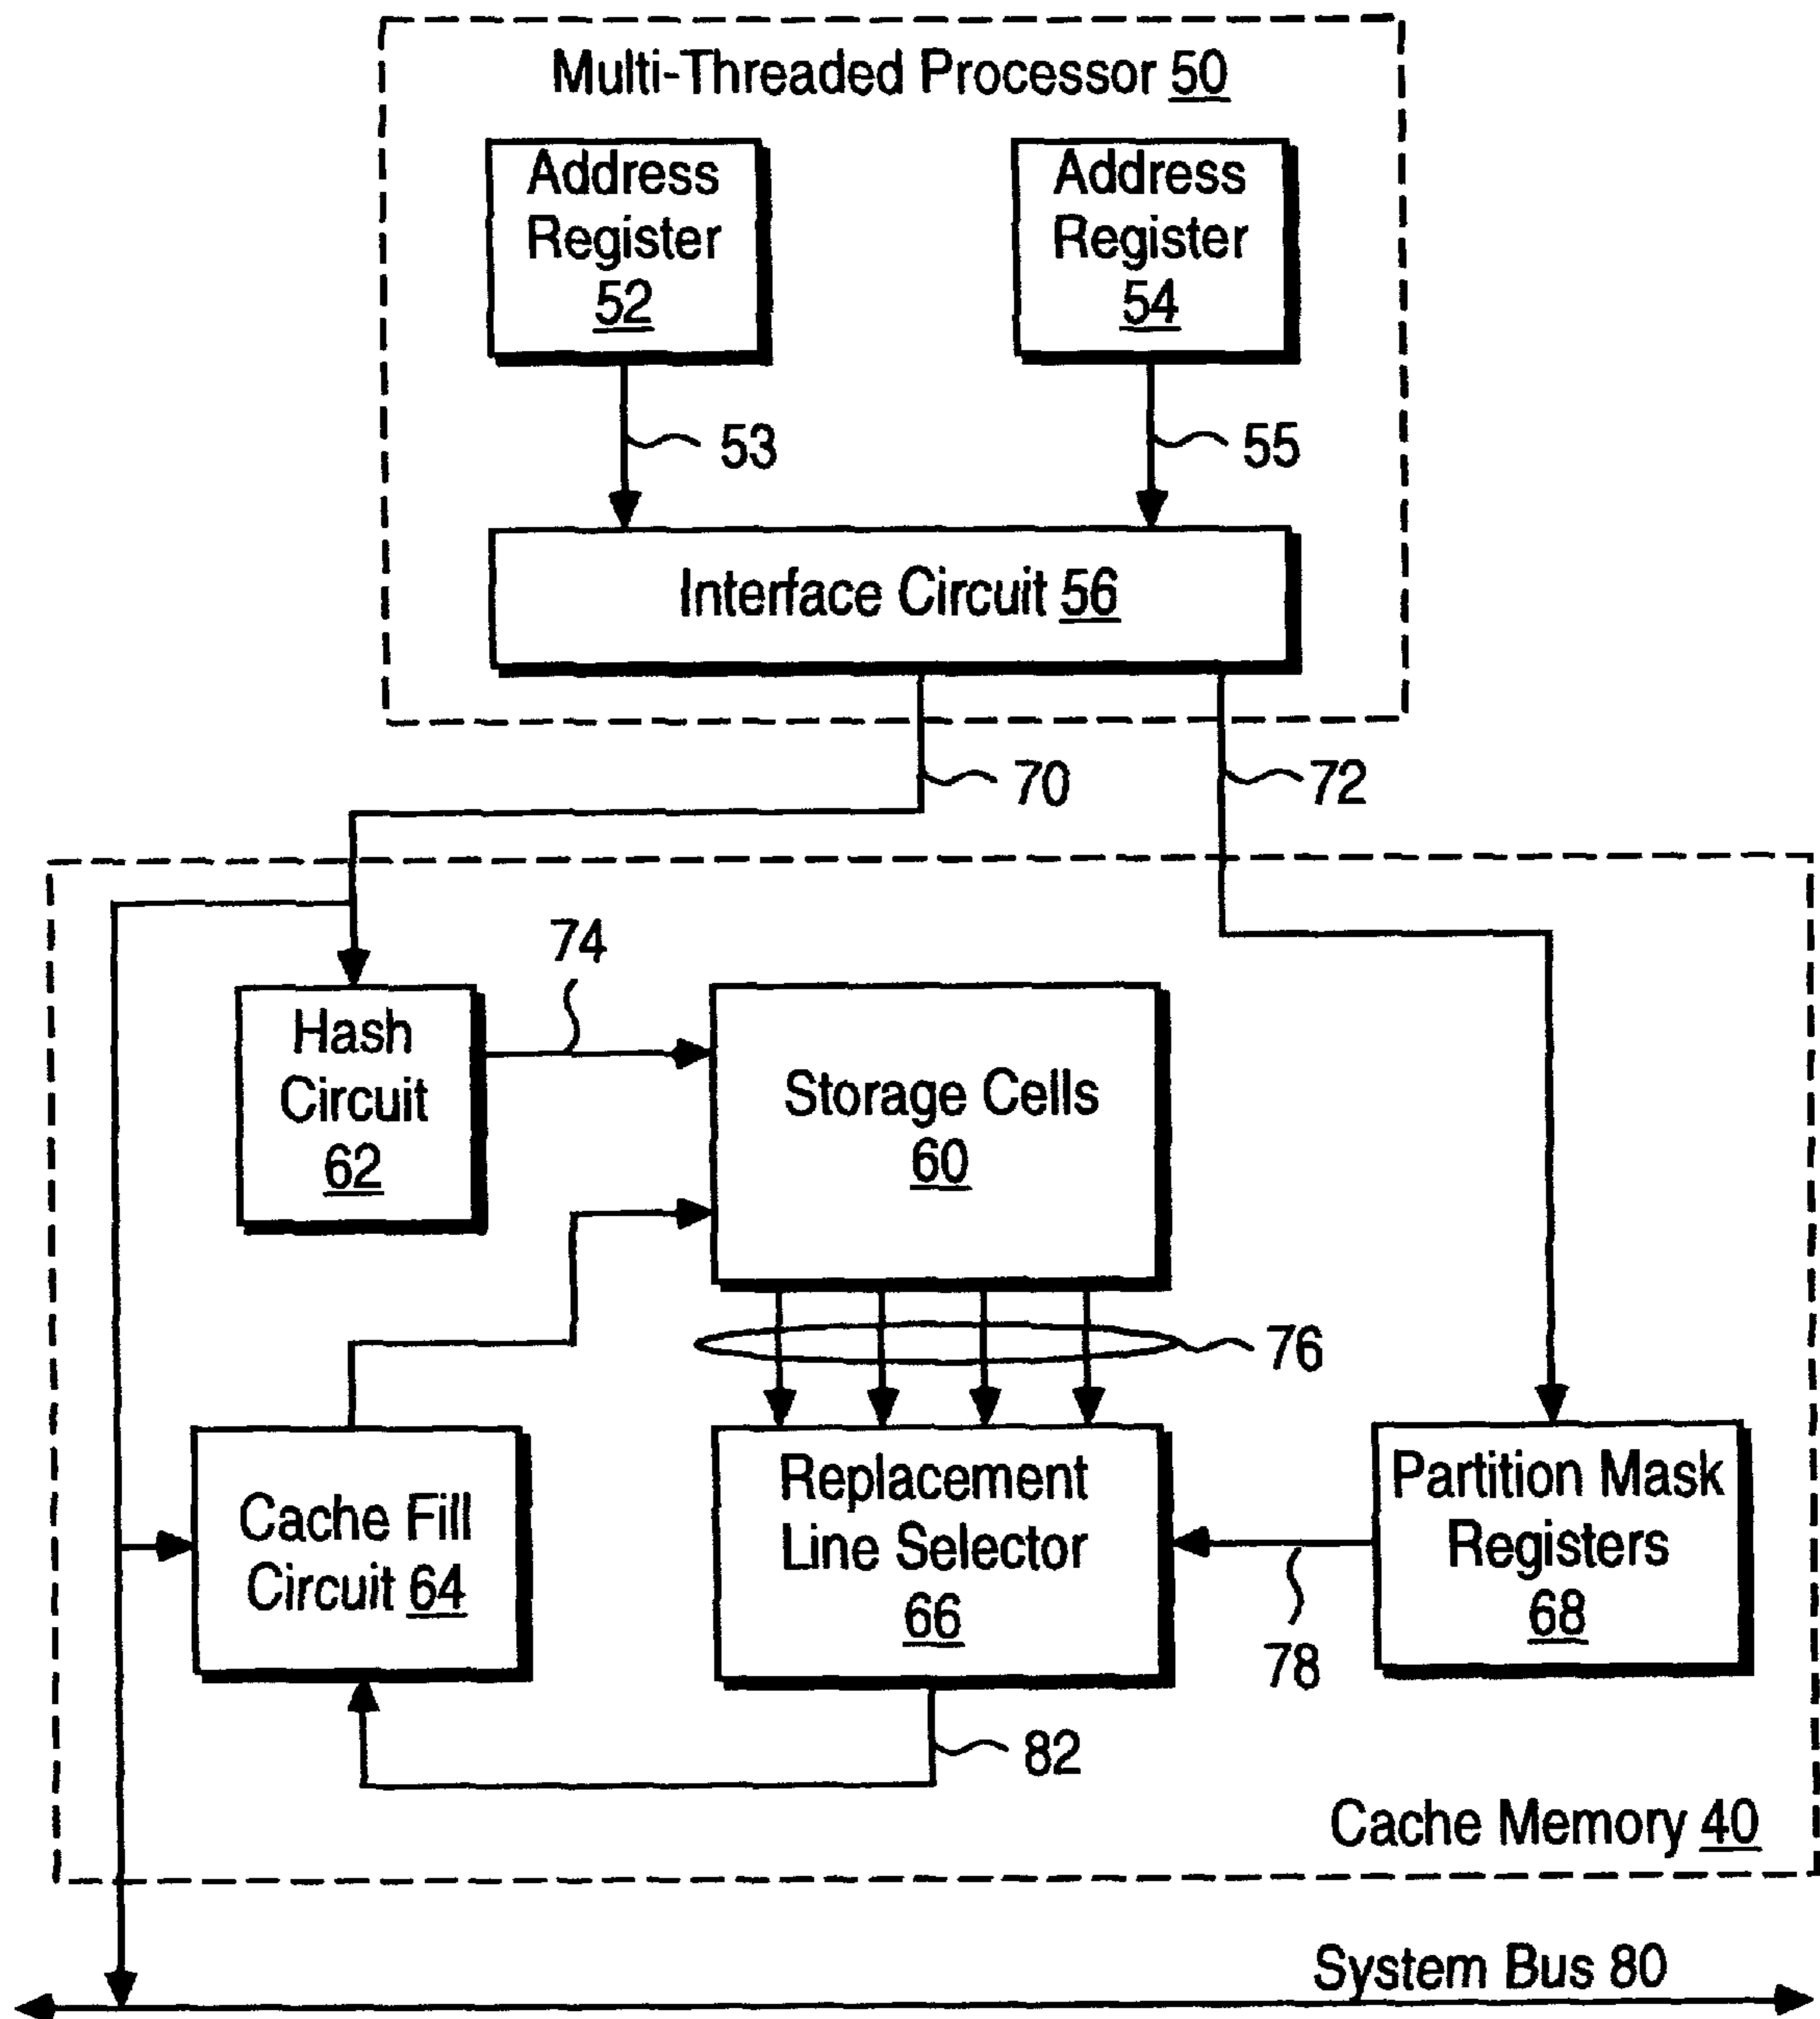 Multi-Threaded Processor 50
Address
Register
52
Address
Register
54
53
55
Interface Circuit 56
70
72
74
Hash
Circuit
62
Storage Cells
60
76
Cache Fill
Circuit 64
Replacement
Line Selector
66
Partition Mask
Registers
68
78
82
Cache Memory 40
System Bus 80